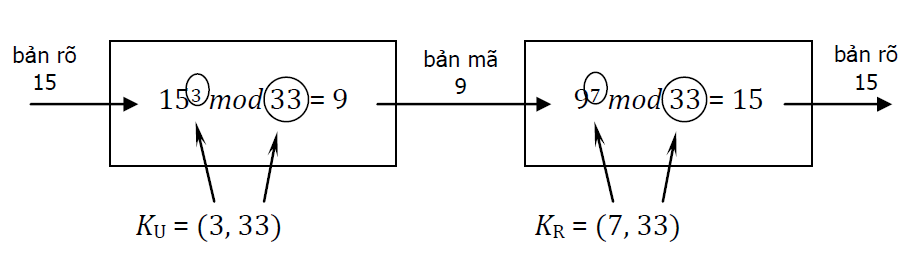 bản rõ
15
15³ mod 33 = 9
bản mã
9
9⁷ mod 33 = 15
bản rõ
15
K_U = (3, 33)
K_R = (7, 33)